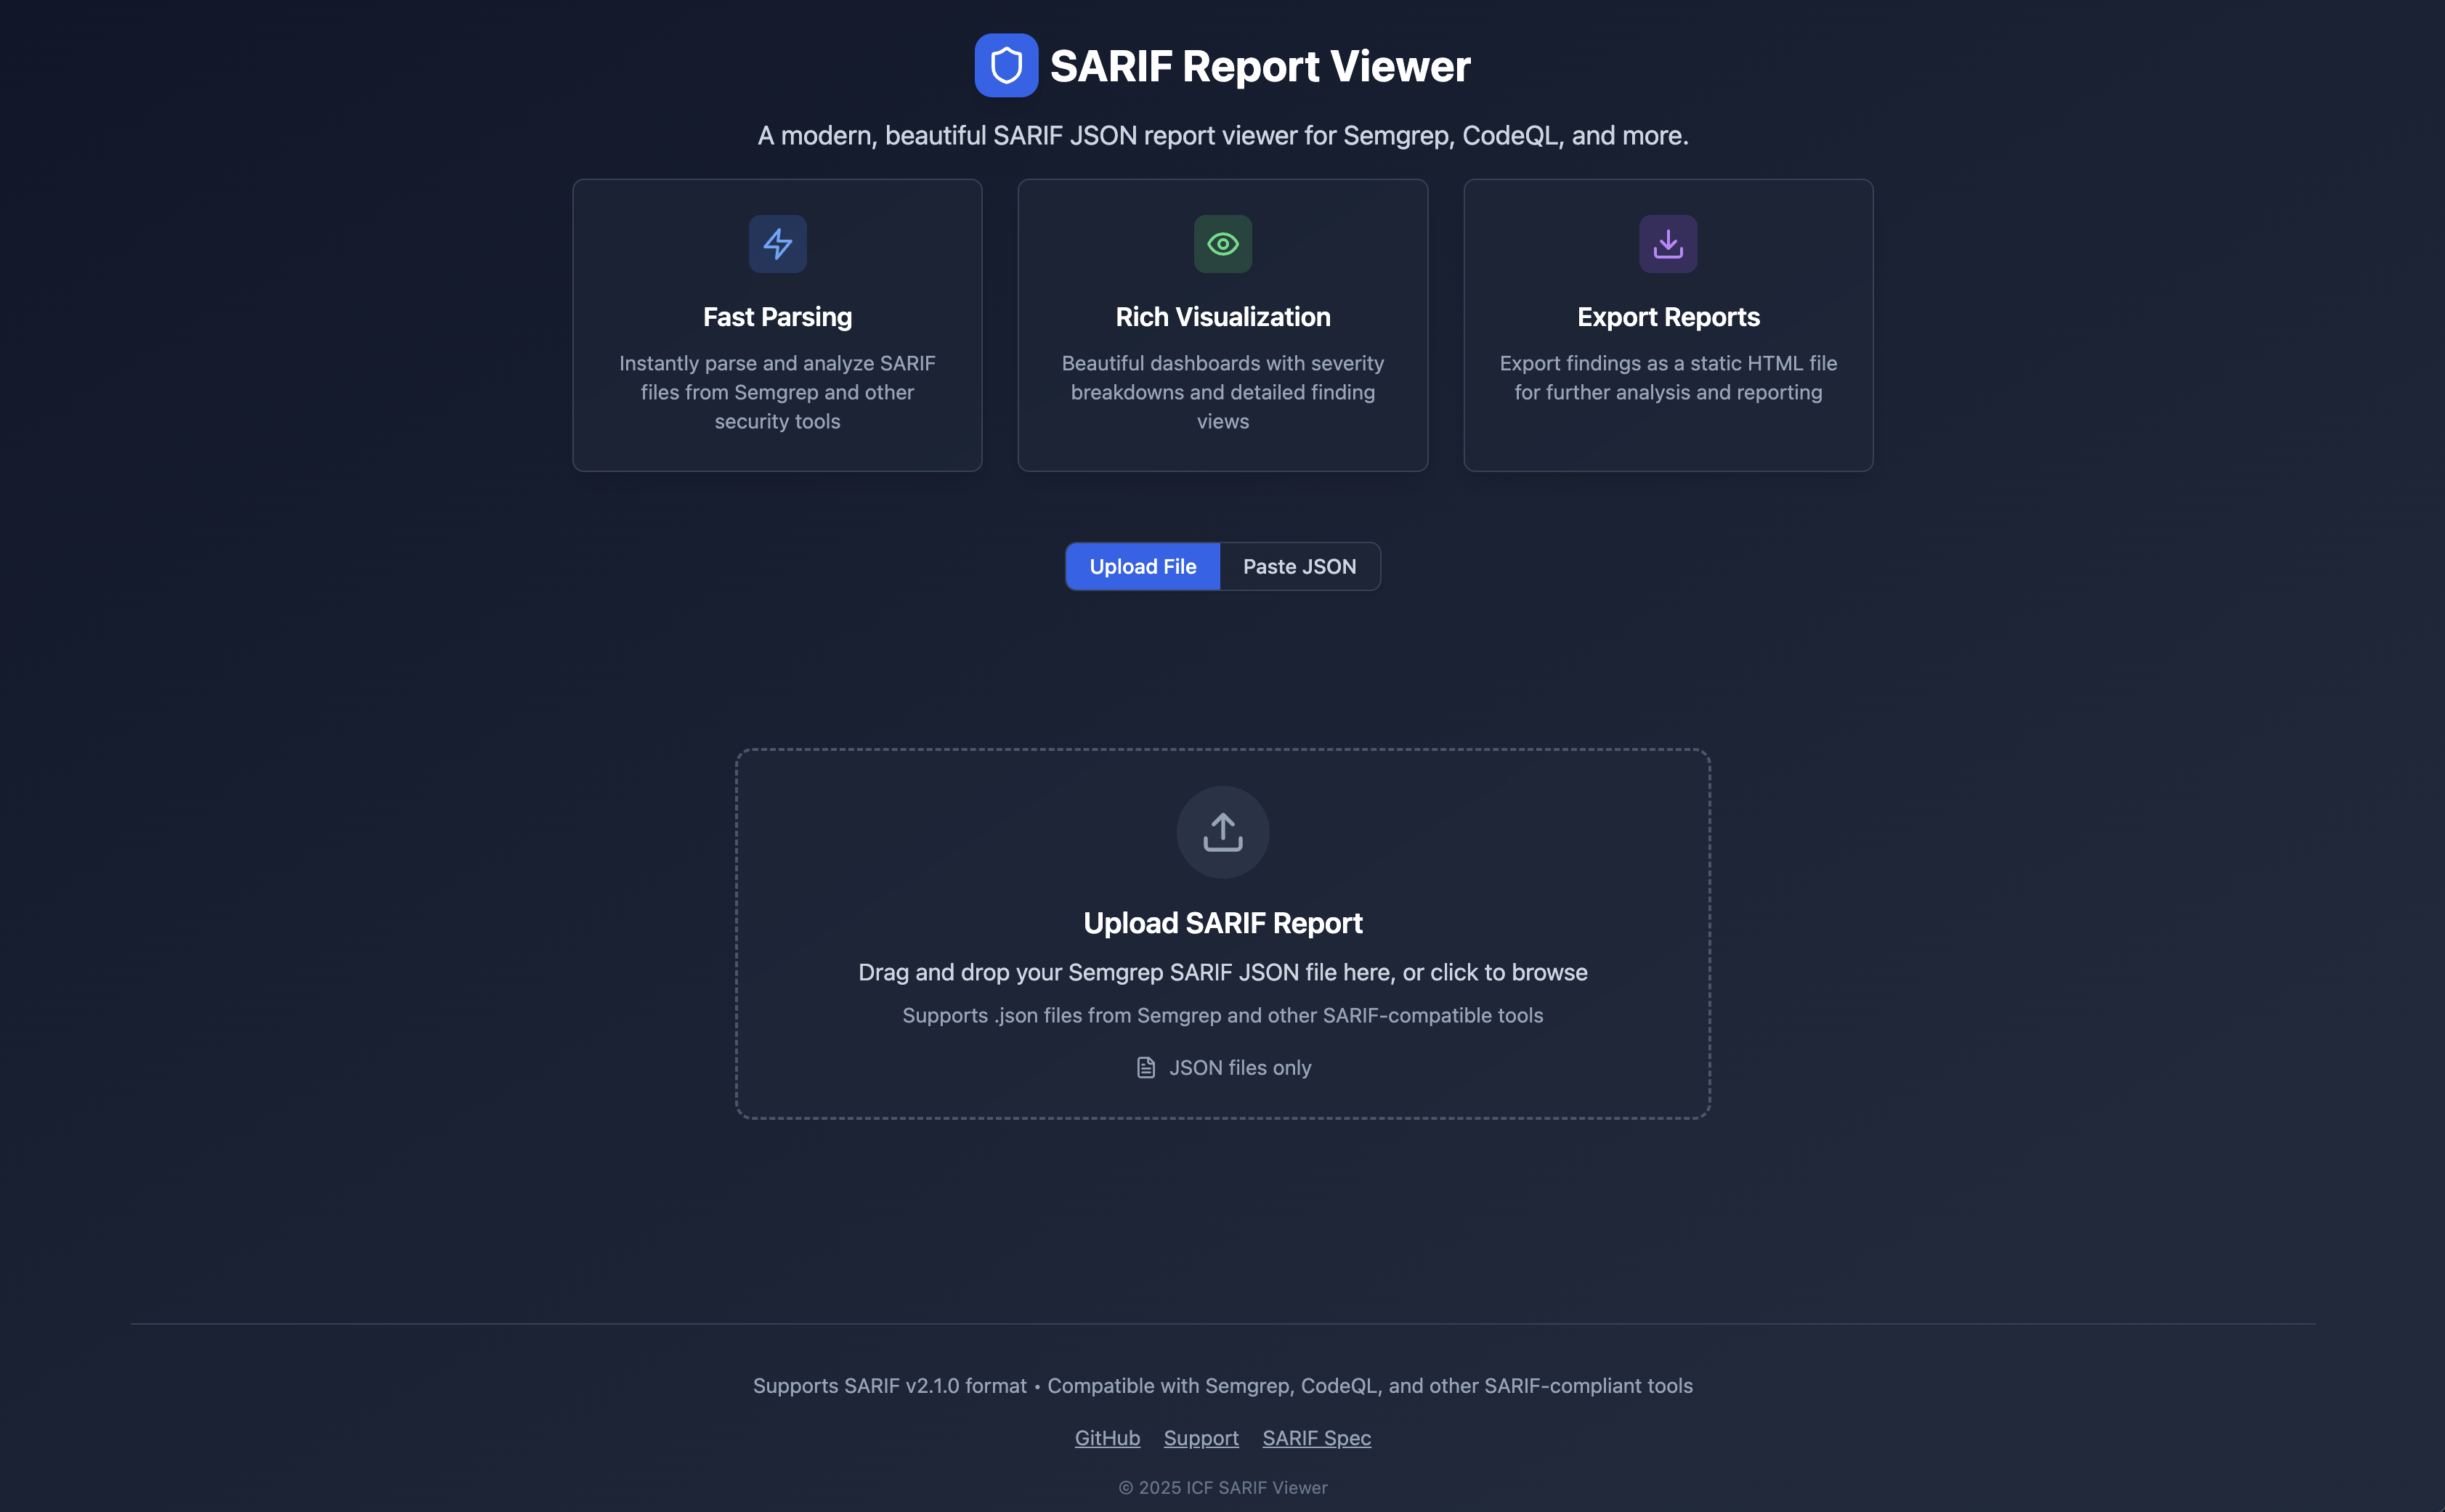 SARIF Report Viewer
A modern, beautiful SARIF JSON report viewer for Semgrep, CodeQL, and more.
Fast Parsing
Instantly parse and analyze SARIF
files from Semgrep and other
security tools
Rich Visualization
Beautiful dashboards with severity
breakdowns and detailed finding
views
Export Reports
Export findings as a static HTML file
for further analysis and reporting
Upload File
Paste JSON
Upload SARIF Report
Drag and drop your Semgrep SARIF JSON file here, or click to browse
Supports .json files from Semgrep and other SARIF-compatible tools
JSON files only
Supports SARIF v2.1.0 format • Compatible with Semgrep, CodeQL, and other SARIF-compliant tools
GitHub Support SARIF Spec
© 2025 ICF SARIF Viewer